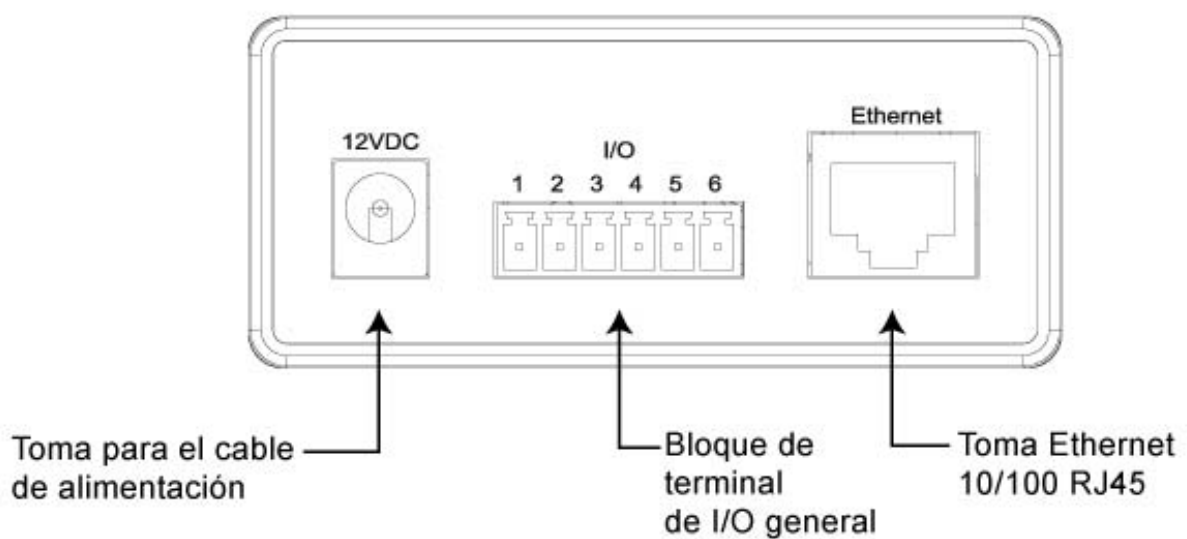 Ethernet
12VDC
I/O
1 2 3 4 5 6
Toma para el cable
de alimentación
Bloque de
terminal
de I/O general
Toma Ethernet
10/100 RJ45